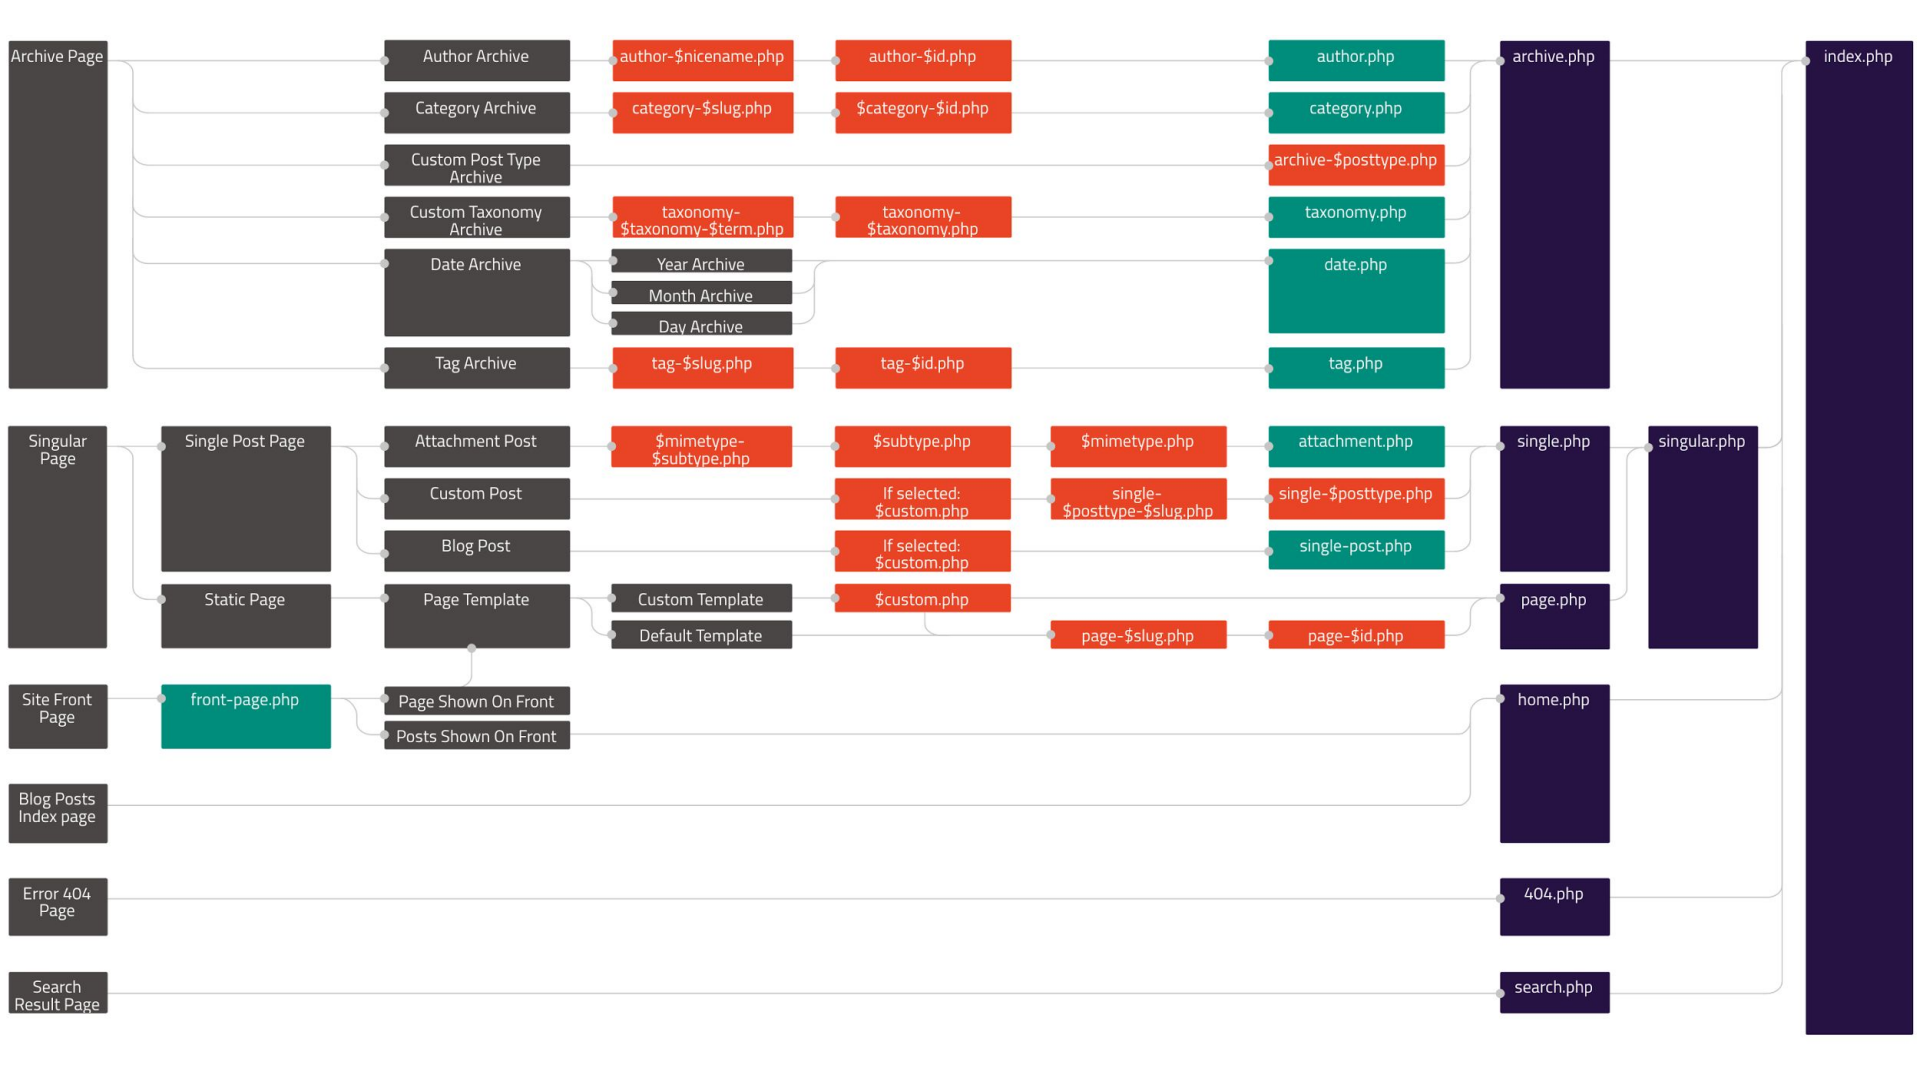 Archive Page
Author Archive
author-$nicename.php
author-$id.php
author.php
archive.php
index.php
Category Archive
category-$slug.php
$category-$id.php
category.php
Custom Post Type
Archive
archive-$posttype.php
Custom Taxonomy
Archive
taxonomy-
$taxonomy-$term.php
taxonomy-
$taxonomy.php
taxonomy.php
Date Archive
Year Archive
Month Archive
Day Archive
date.php
Tag Archive
tag-$slug.php
tag-$id.php
tag.php
Singular
Page
Single Post Page
Attachment Post
$mimetype-
$subtype.php
$subtype.php
$mimetype.php
attachment.php
single.php
singular.php
Custom Post
If selected:
$custom.php
single-
$posttype-$slug.php
single-$posttype.php
Blog Post
If selected:
$custom.php
single-post.php
Static Page
Page Template
Custom Template
$custom.php
page.php
Default Template
page-$slug.php
page-$id.php
Site Front
Page
front-page.php
Page Shown On Front
Posts Shown On Front
home.php
Blog Posts
Index page
Error 404
Page
404.php
Search
Result Page
search.php